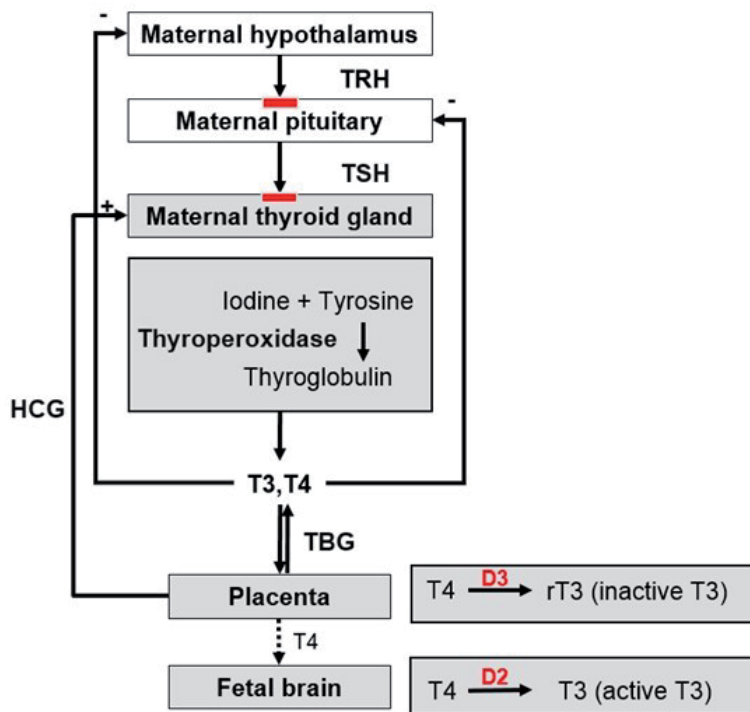 -
Maternal hypothalamus
TRH
-
Maternal pituitary
TSH
+
Maternal thyroid gland
Iodine + Tyrosine
Thyroperoxidase
Thyroglobulin
HCG
T3,T4
TBG
Placenta
T4 D3 rT3 (inactive T3)
T4
Fetal brain
T4 D2 T3 (active T3)